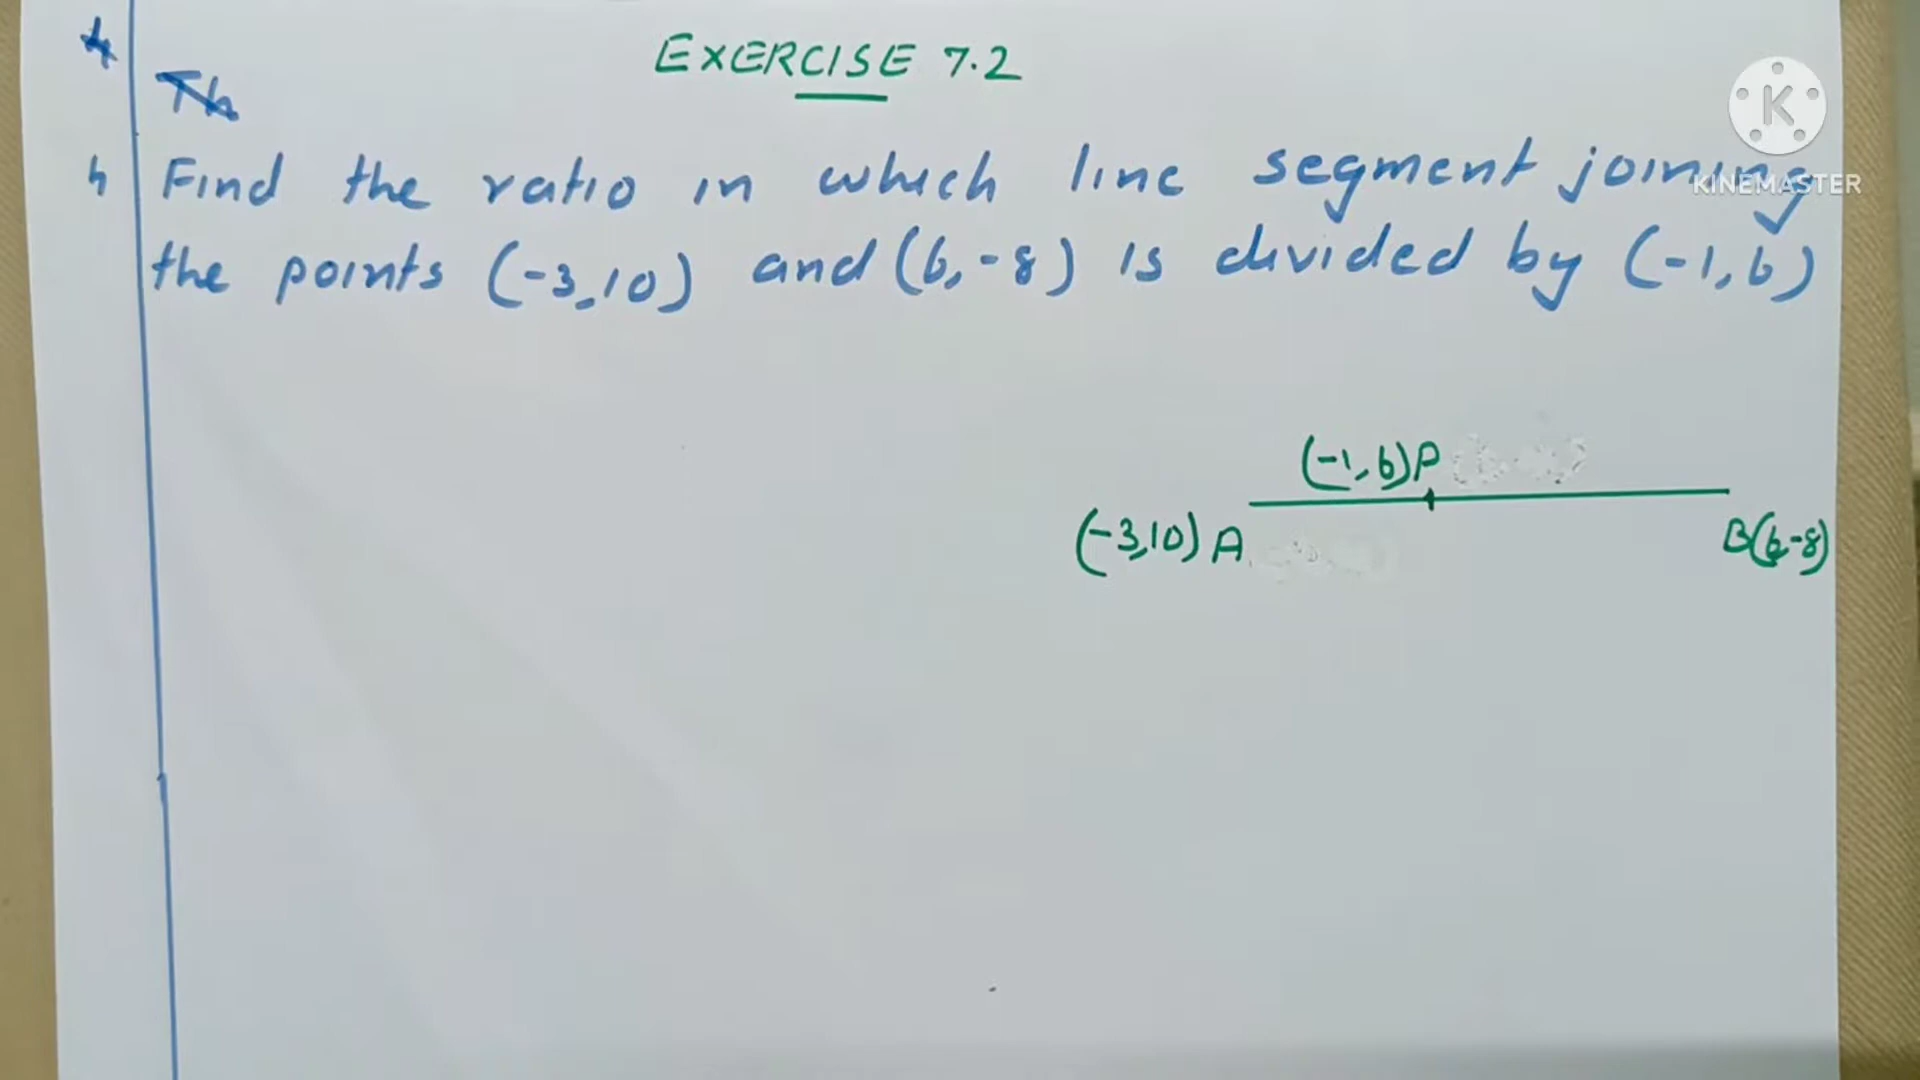 EXERCISE 7.2
4 Find the ratio in which line segment joining
the points (-3,10) and (6,-8) is divided by (-1,6)
(-1,6)P
(-3,10) A
B(6-8)
K
KINEMASTER